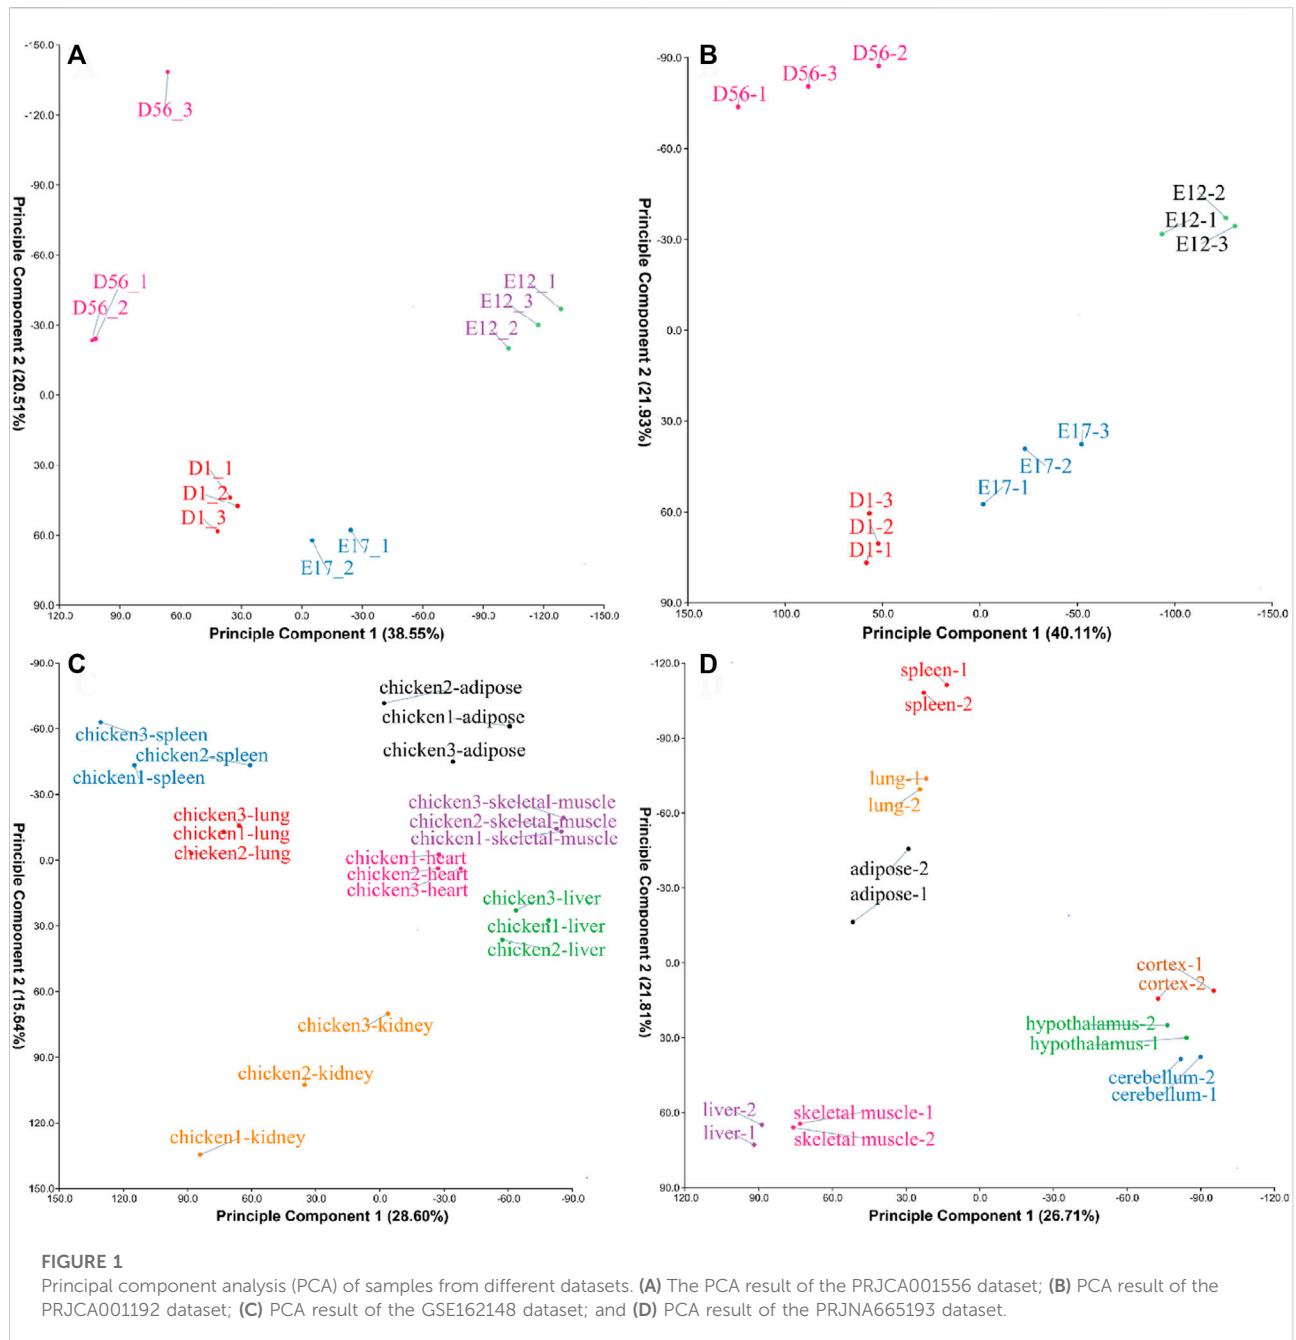 A
-150.0
-120.0
-90.0
-60.0
-30.0
0.0
30.0
60.0
90.0
Principle Component 2 (20.51%)
D56_3
D56_1
D56_2
E12_1
E12_3
E12_2
D1_1
D1_2
D1_3
E17_1
E17_2
120.0 90.0 60.0 30.0 0.0 -30.0 -60.0 -90.0 -120.0 -150.0
Principle Component 1 (38.55%)
B
-90.0
-60.0
-30.0
0.0
30.0
60.0
90.0
Principle Component 2 (21.93%)
D56-2
D56-3
D56-1
E12-2
E12-1
E12-3
E17-3
E17-2
E17-1
D1-3
D1-2
D1-1
150.0 100.0 50.0 0.0 -50.0 -100.0 -150.0
Principle Component 1 (40.11%)
C
-90.0
-60.0
-30.0
0.0
30.0
60.0
90.0
120.0
150.0
Principle Component 2 (15.64%)
chicken2-adipose
chicken1-adipose
chicken3-adipose
chicken3-spleen
chicken2-spleen
chicken1-spleen
chicken3-lung
chicken1-lung
chicken2-lung
chicken3-skeletal-muscle
chicken2-skeletal-muscle
chicken1-skeletal-muscle
chicken1-heart
chicken2-heart
chicken3-heart
chicken3-liver
chicken1-liver
chicken2-liver
chicken3-kidney
chicken2-kidney
chicken1-kidney
150.0 120.0 90.0 60.0 30.0 0.0 -30.0 -60.0 -90.0
Principle Component 1 (28.60%)
D
-120.0
-90.0
-60.0
-30.0
0.0
30.0
60.0
90.0
Principle Component 2 (21.81%)
spleen-1
spleen-2
lung-1
lung-2
adipose-2
adipose-1
cortex-1
cortex-2
hypothalamus-2
hypothalamus-1
cerebellum-2
cerebellum-1
liver-2
liver-1
skeletal muscle-1
skeletal muscle-2
120.0 90.0 60.0 30.0 0.0 -30.0 -60.0 -90.0 -120.0
Principle Component 1 (26.71%)
FIGURE 1
Principal component analysis (PCA) of samples from different datasets. (A) The PCA result of the PRJCA001556 dataset; (B) PCA result of the
PRJCA001192 dataset; (C) PCA result of the GSE162148 dataset; and (D) PCA result of the PRJNA665193 dataset.